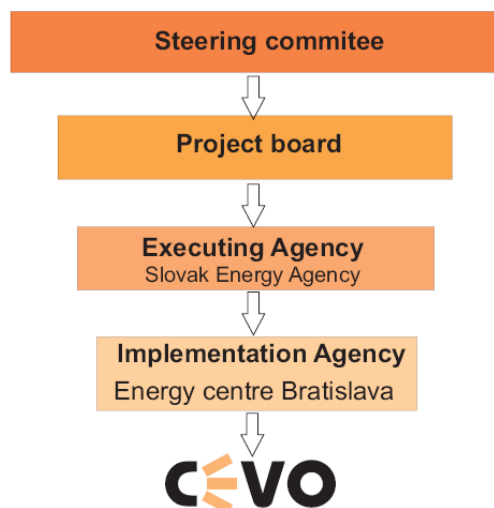 Steering commitee
Project board
Executing Agency
Slovak Energy Agency
Implementation Agency
Energy centre Bratislava
CEVO